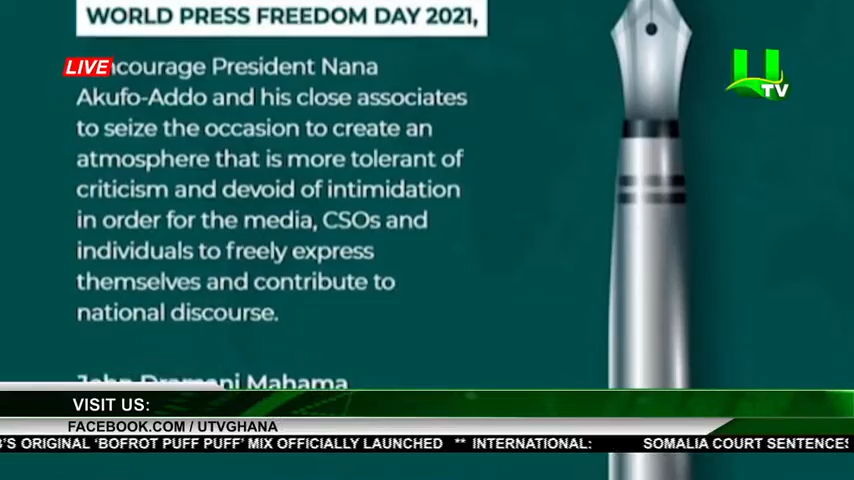 WORLD PRESS FREEDOM DAY 2021,
LIVE
ncourage President Nana
Akufo-Addo and his close associates
to seize the occasion to create an
atmosphere that is more tolerant of
criticism and devoid of intimidation
in order for the media, CSOs and
individuals to freely express
themselves and contribute to
national discourse.
John Dramani Mahama
U TV
VISIT US:
FACEBOOK.COM / UTVGHANA
'S ORIGINAL 'BOFROT PUFF PUFF' MIX OFFICIALLY LAUNCHED ** INTERNATIONAL: SOMALIA COURT SENTENCES